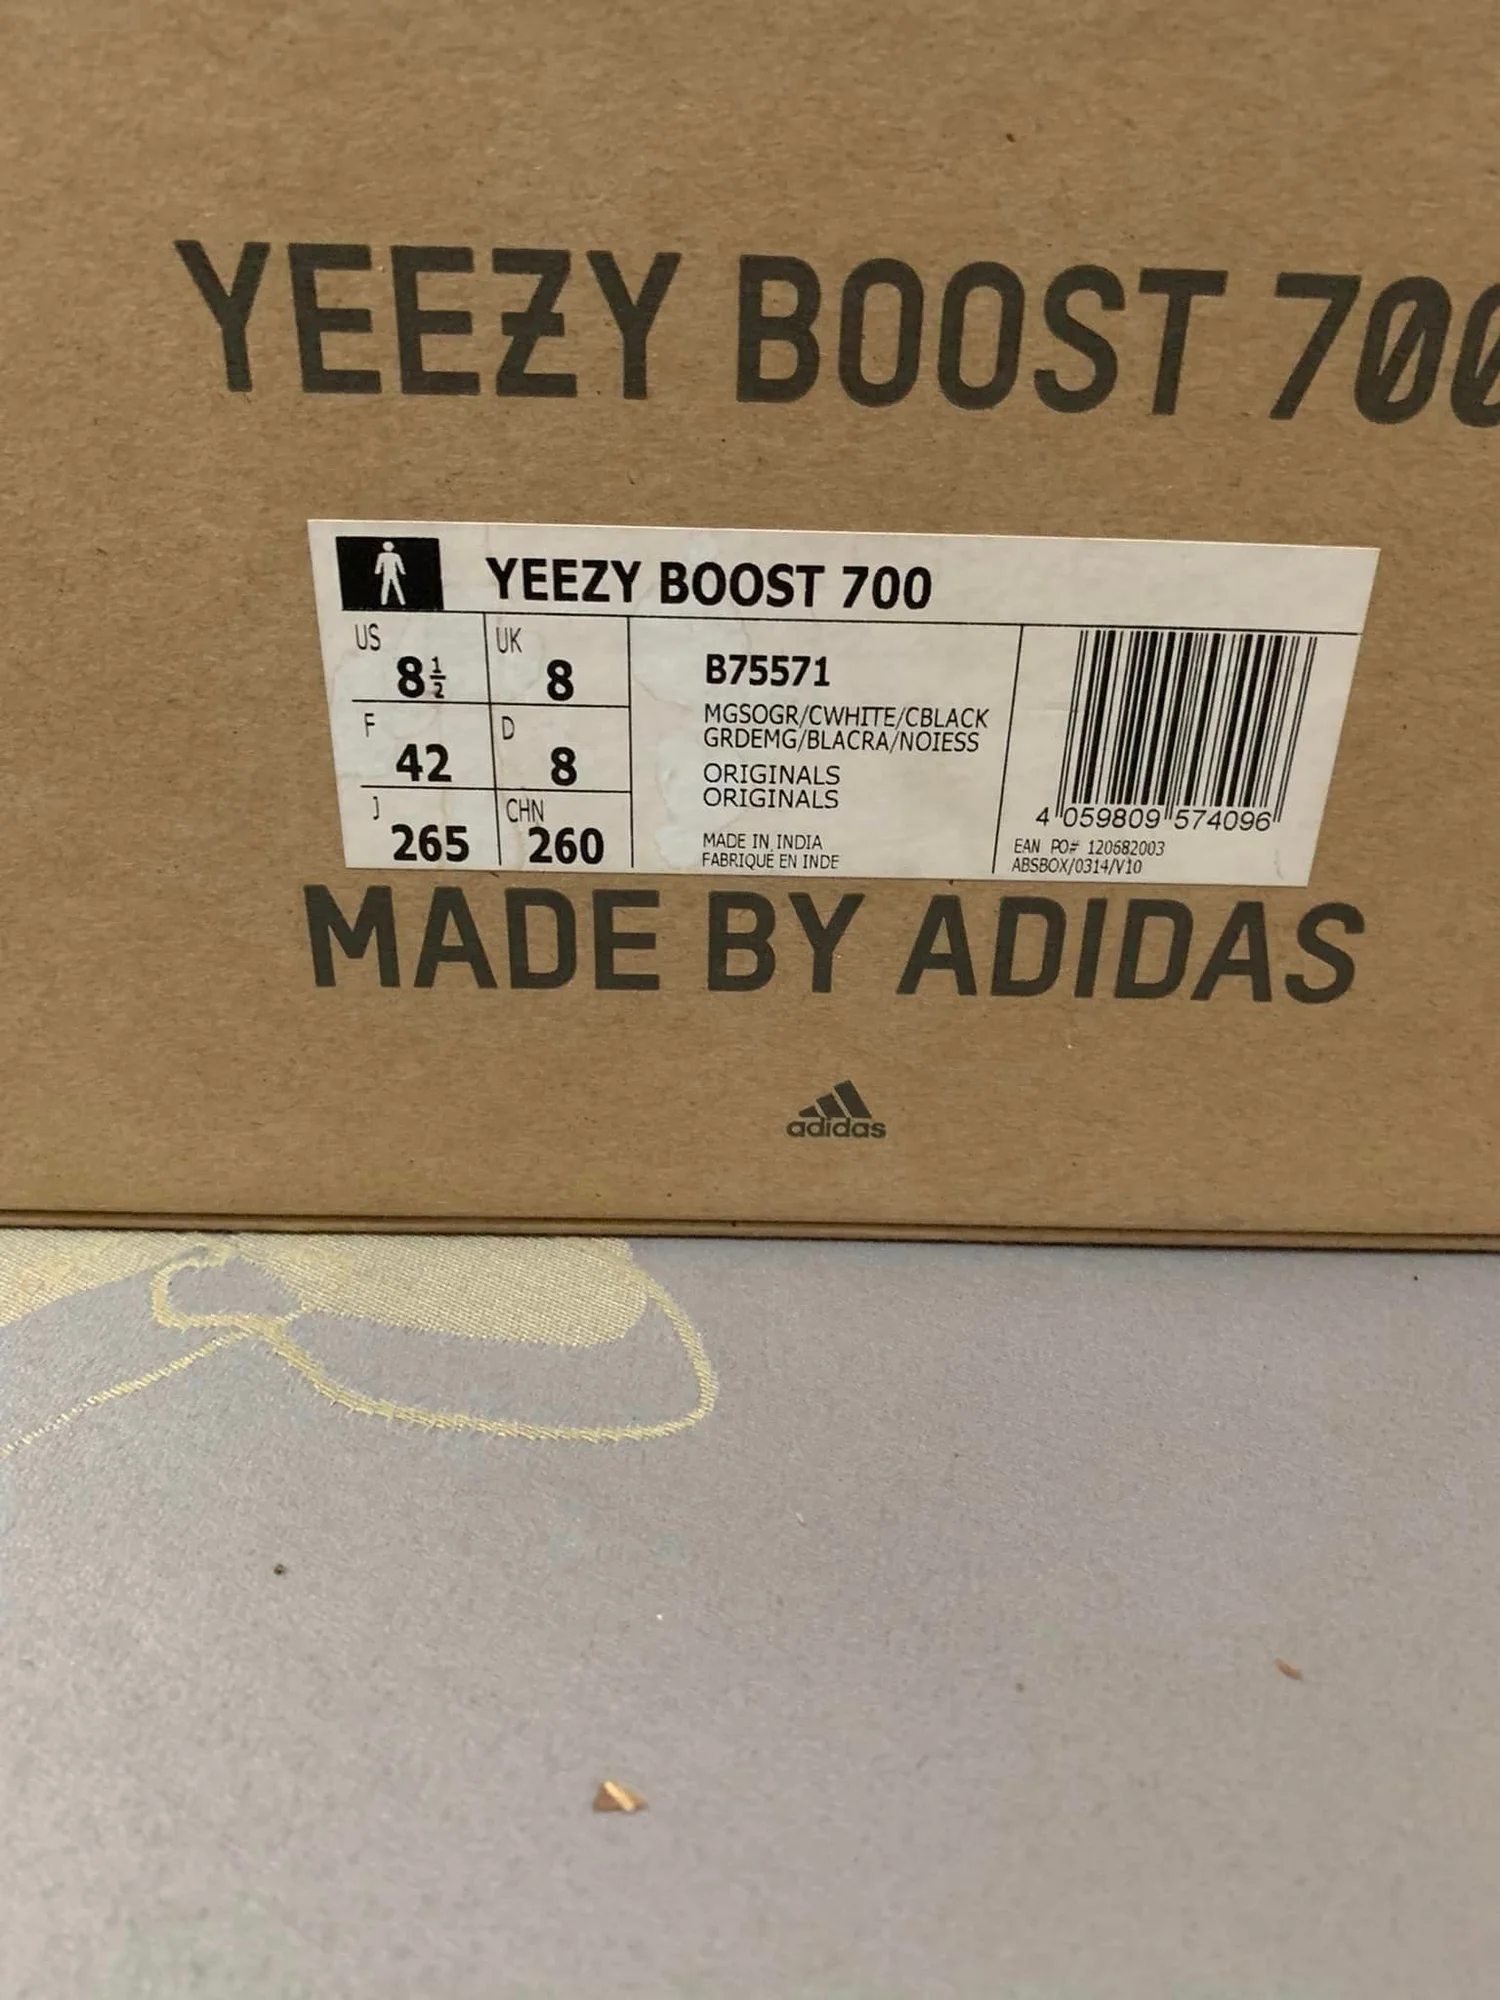 YEEZY BOOST 700
YEEZY BOOST 700
US 8½ UK 8
F 42 D 8
J 265 CHN 260
B75571
MGSOGR/CWHITE/CBLACK
GRDEMG/BLACRA/NOIESS
ORIGINALS
ORIGINALS
MADE IN INDIA
FABRIQUÉ EN INDE
4 059809 574096
EAN PO# 120682003
ABSBOX/0314/V10
MADE BY ADIDAS
adidas